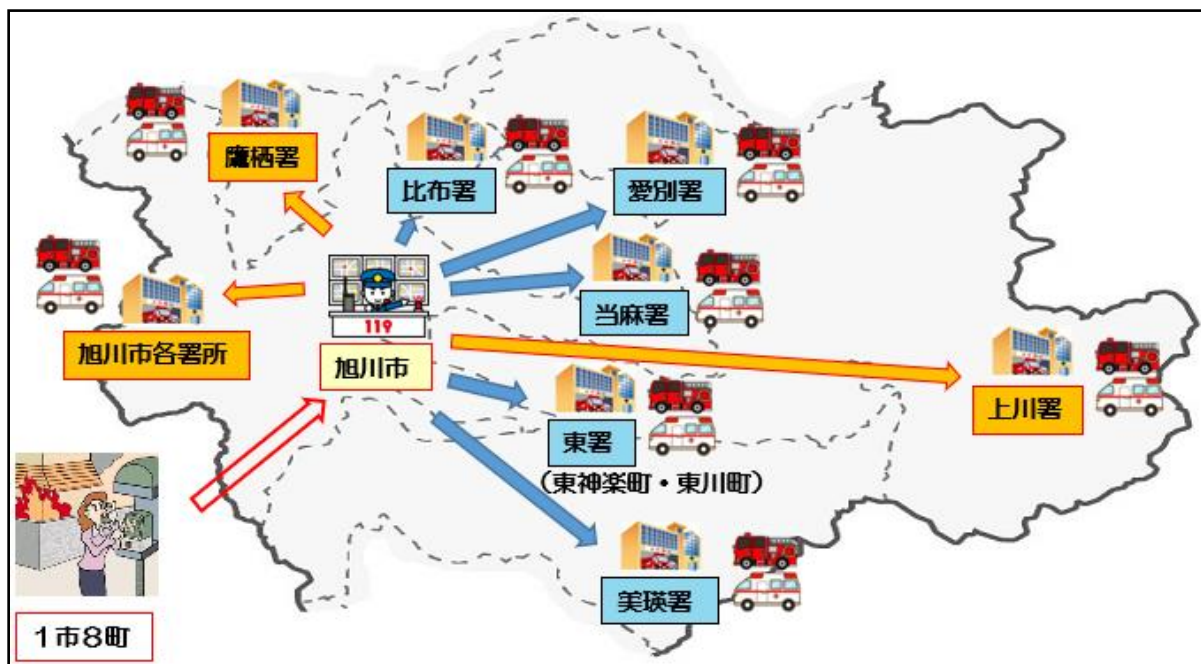 鷹栖署
比布署
愛別署
当麻署
119
旭川市各署所
旭川市
上川署
東署
（東神楽町・東川町）
美瑛署
1市8町